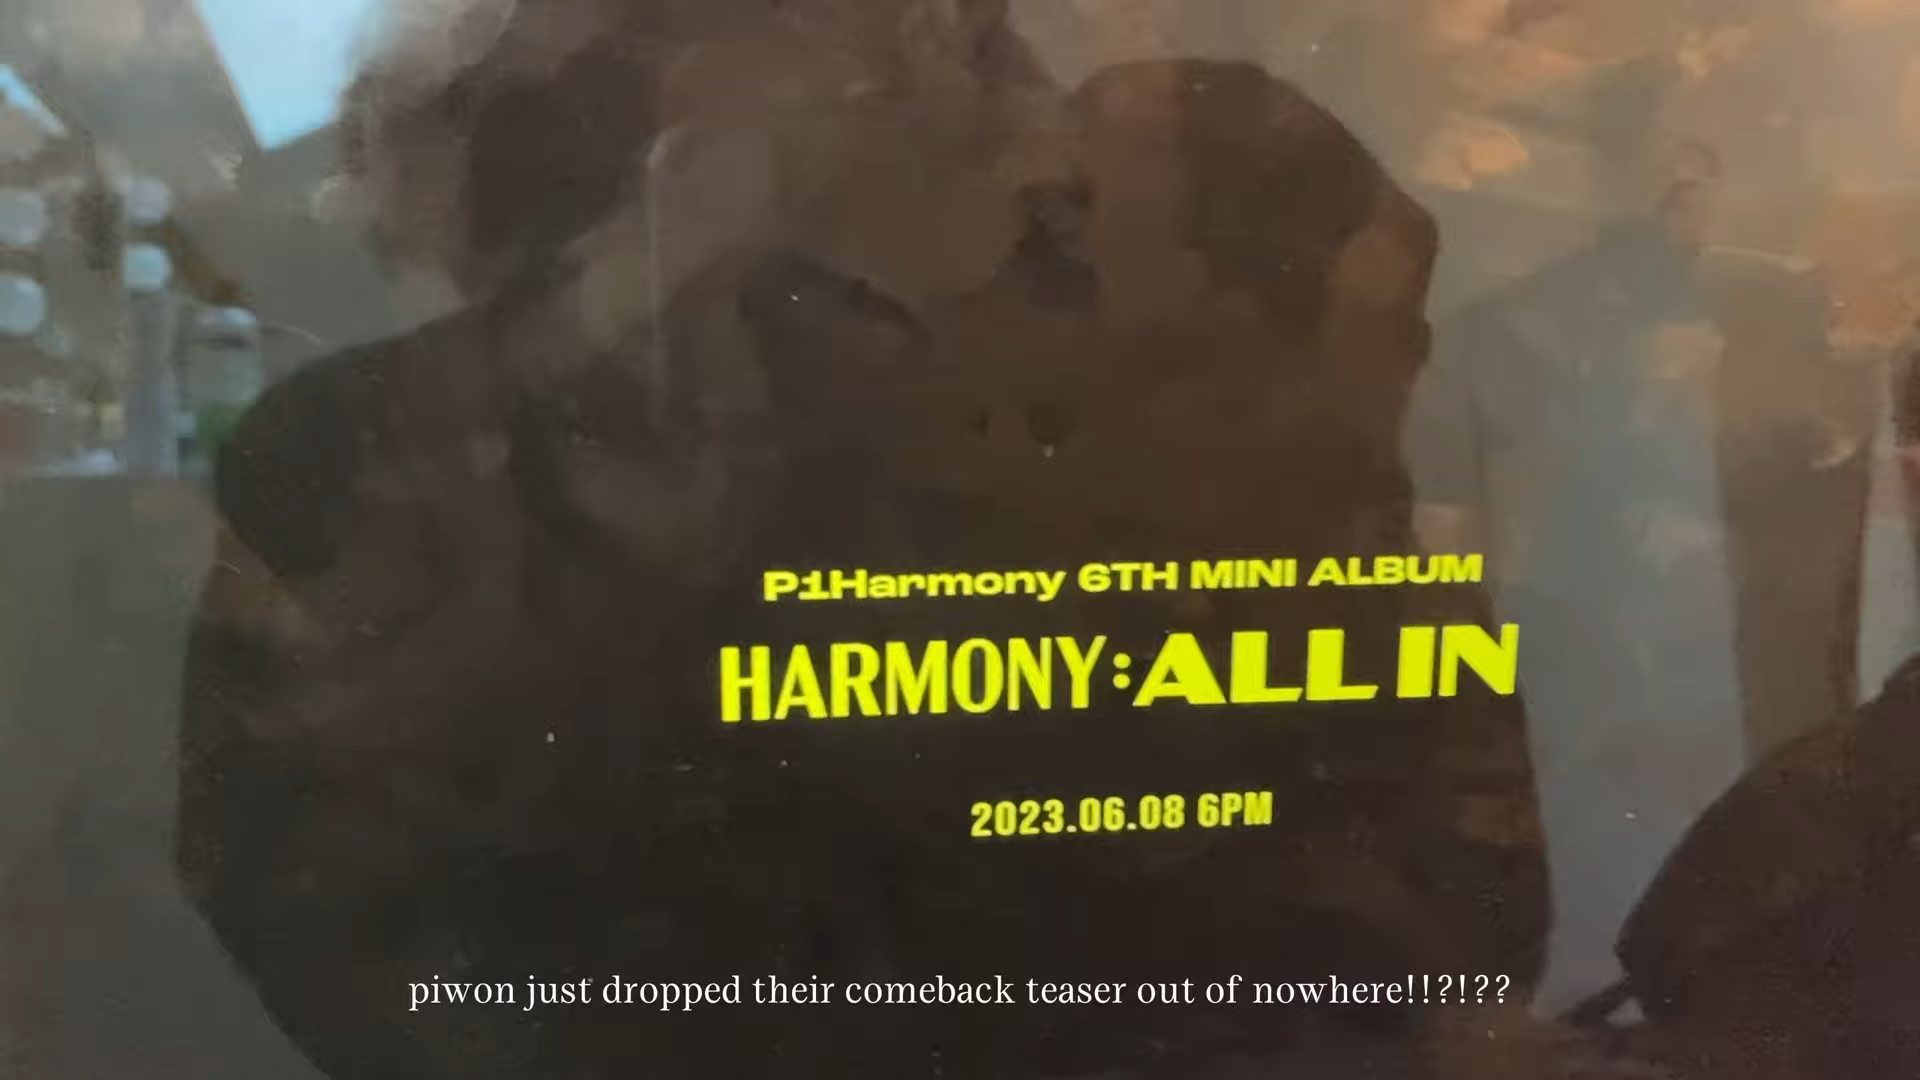 P1Harmony 6TH MINI ALBUM
HARMONY:ALL IN
2023.06.08 6PM
piwon just dropped their comeback teaser out of nowhere!!?!??